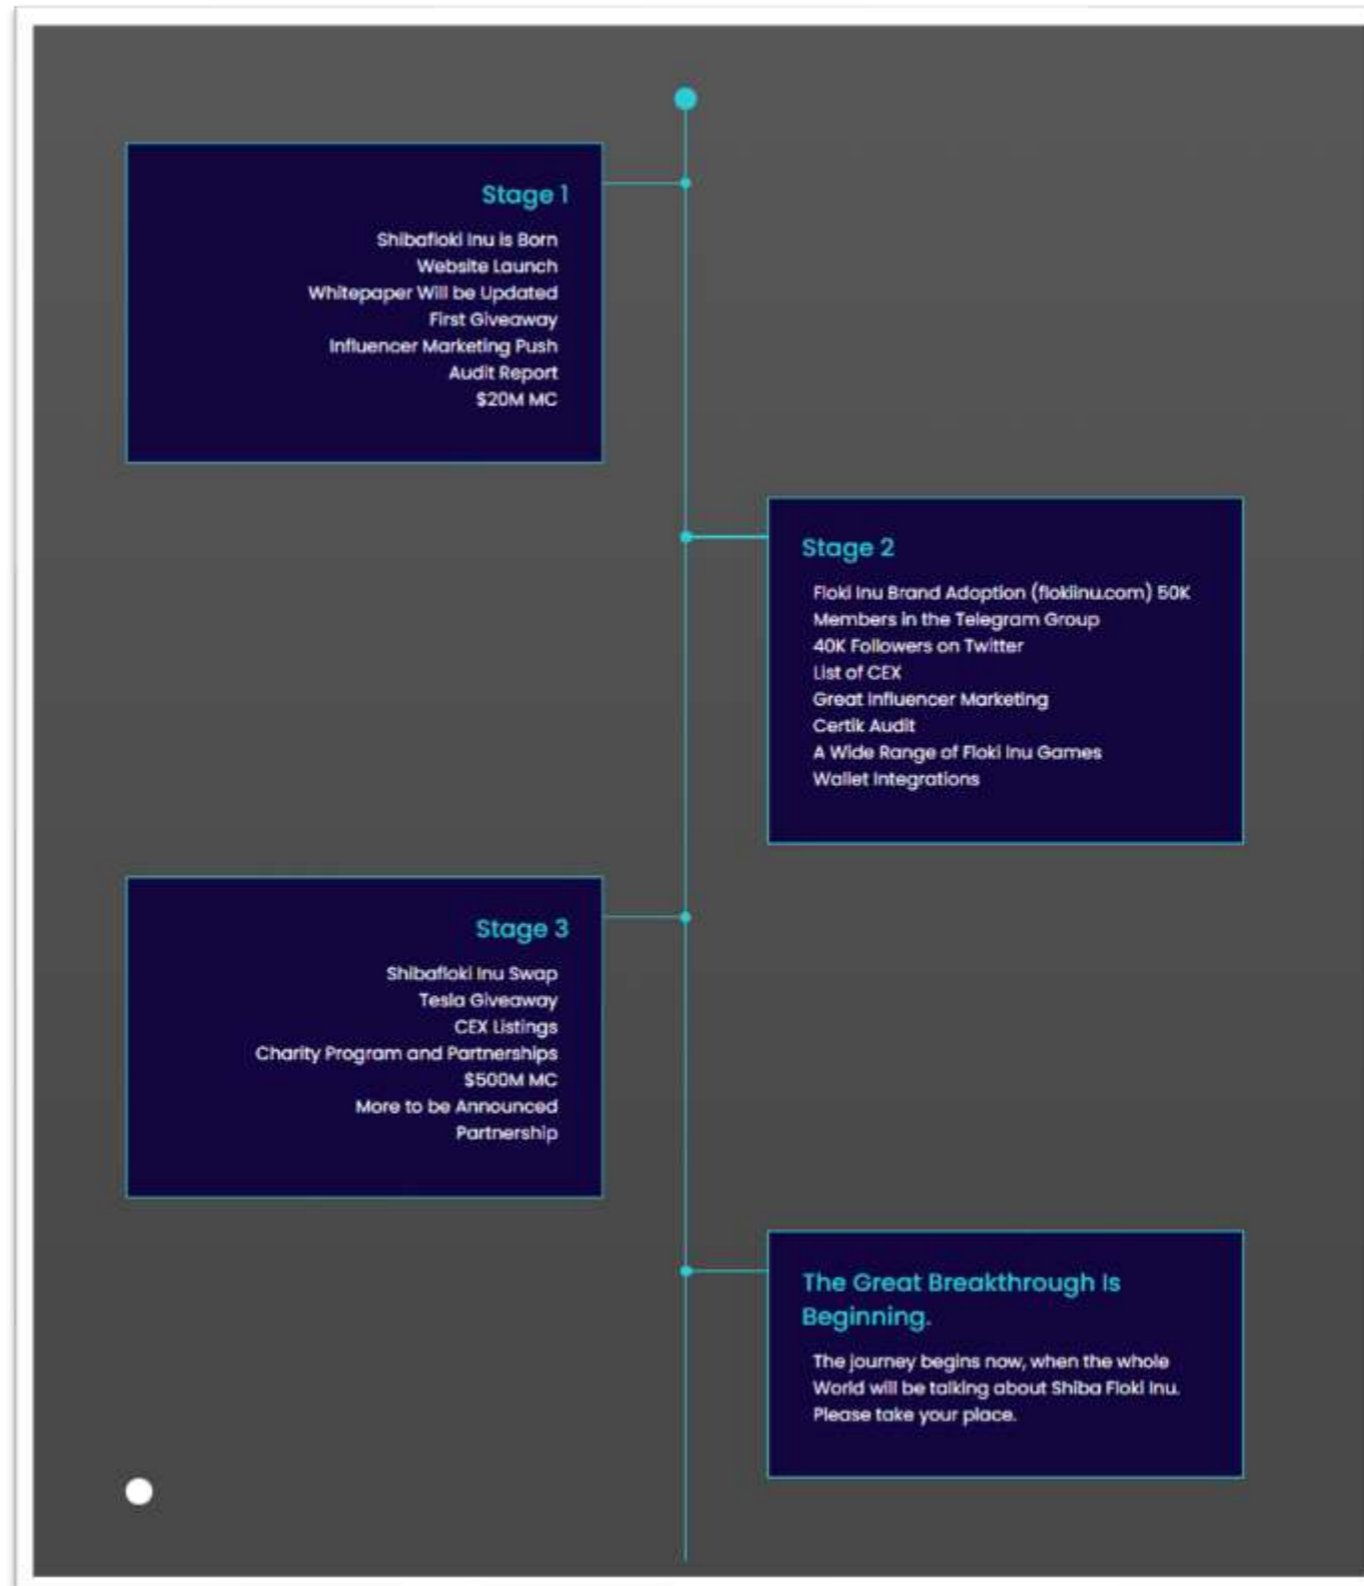 Stage 1
Shibafloki Inu is Born
Website Launch
Whitepaper Will be Updated
First Giveaway
Influencer Marketing Push
Audit Report
$20M MC
Stage 2
Floki Inu Brand Adoption (flokiinu.com) 50K
Members in the Telegram Group
40K Followers on Twitter
List of CEX
Great Influencer Marketing
Certik Audit
A Wide Range of Floki Inu Games
Wallet Integrations
Stage 3
Shibafloki Inu Swap
Tesla Giveaway
CEX Listings
Charity Program and Partnerships
$500M MC
More to be Announced
Partnership
The Great Breakthrough Is
Beginning.
The journey begins now, when the whole
World will be talking about Shiba Floki Inu.
Please take your place.